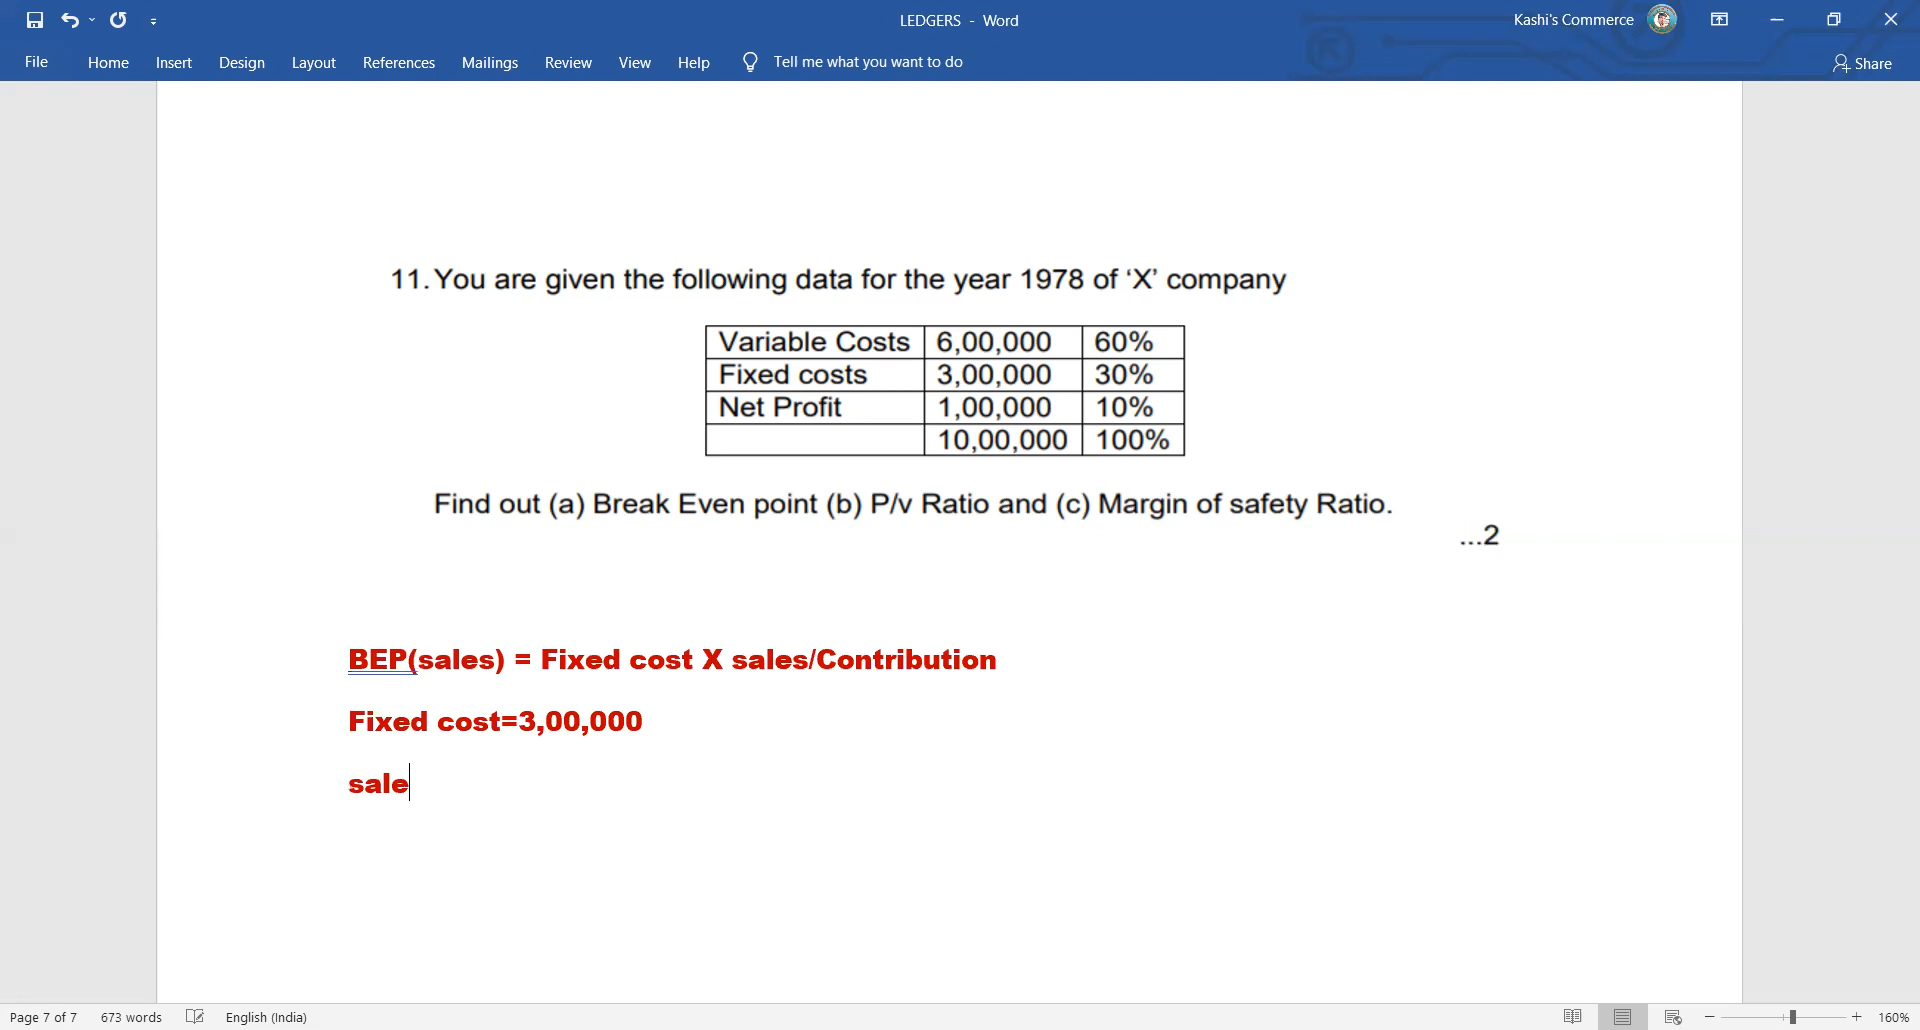 LEDGERS - Word
Kashi's Commerce
File Home Insert Design Layout References Mailings Review View Help Tell me what you want to do Share
11. You are given the following data for the year 1978 of ‘X’ company
Variable Costs 6,00,000 60%
Fixed costs 3,00,000 30%
Net Profit 1,00,000 10%
10,00,000 100%
Find out (a) Break Even point (b) P/v Ratio and (c) Margin of safety Ratio.
...2
BEP(sales) = Fixed cost X sales/Contribution
Fixed cost=3,00,000
sale
Page 7 of 7 673 words English (India) 160%